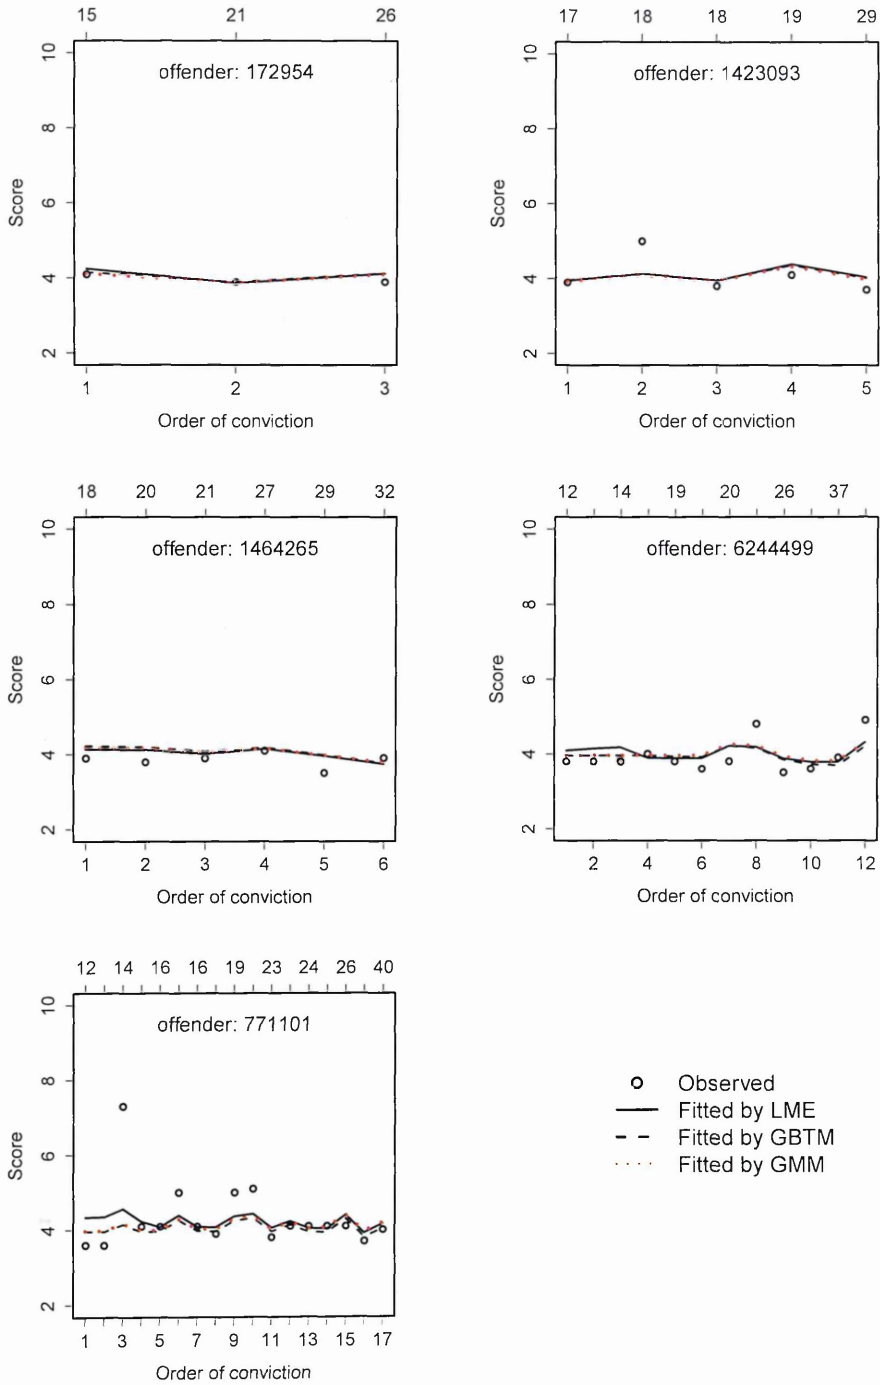 15 21 26
offender: 172954
Score
10
8
6
4
2
1 2 3
Order of conviction
17 18 18 19 29
offender: 1423093
Score
10
8
6
4
2
1 2 3 4 5
Order of conviction
18 20 21 27 29 32
offender: 1464265
Score
10
8
6
4
2
1 2 3 4 5 6
Order of conviction
12 14 19 20 26 37
offender: 6244499
Score
10
8
6
4
2
2 4 6 8 10 12
Order of conviction
12 14 16 16 19 23 24 26 40
offender: 771101
Score
10
8
6
4
2
1 3 5 7 9 11 13 15 17
Order of conviction
Observed
Fitted by LME
Fitted by GBTM
Fitted by GMM